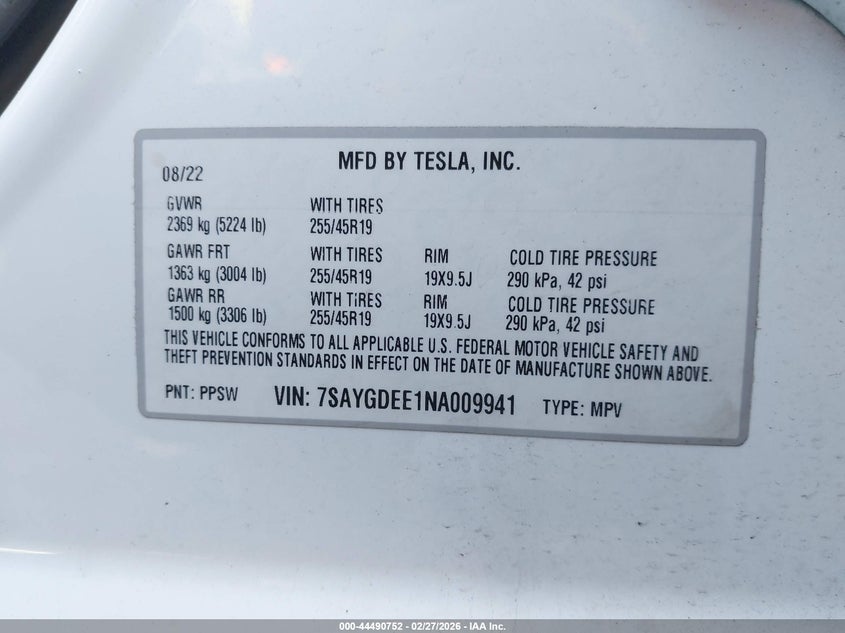 MFD BY TESLA, INC.
08/22
GVWR WITH TIRES
2369 kg (5224 lb) 255/45R19
GAWR FRT WITH TIRES RIM COLD TIRE PRESSURE
1363 kg (3004 lb) 255/45R19 19X9.5J 290 kPa, 42 psi
GAWR RR WITH TIRES RIM COLD TIRE PRESSURE
1500 kg (3306 lb) 255/45R19 19X9.5J 290 kPa, 42 psi
THIS VEHICLE CONFORMS TO ALL APPLICABLE U.S. FEDERAL MOTOR VEHICLE SAFETY AND
THEFT PREVENTION STANDARDS IN EFFECT ON THE DATE OF MANUFACTURE SHOWN ABOVE.
PNT: PPSW VIN: 7SAYGDEE1NA009941 TYPE: MPV
000-44490752 - 02/27/2026 - IAA Inc.